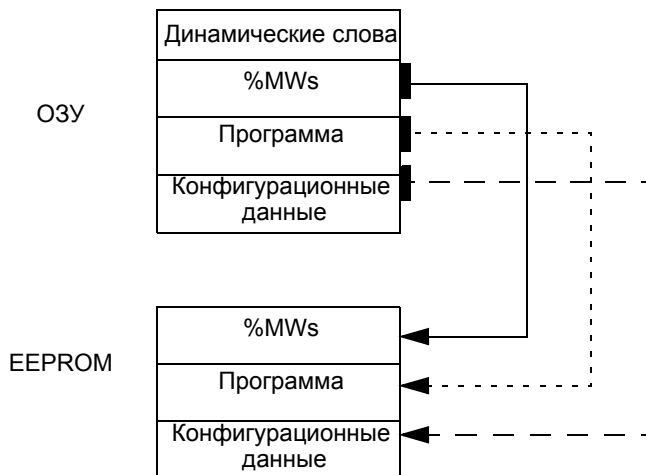 Динамические слова
%MWs
ОЗУ
Программа
Конфигурационные
данные
%MWs
EEPROM
Программа
Конфигурационные
данные